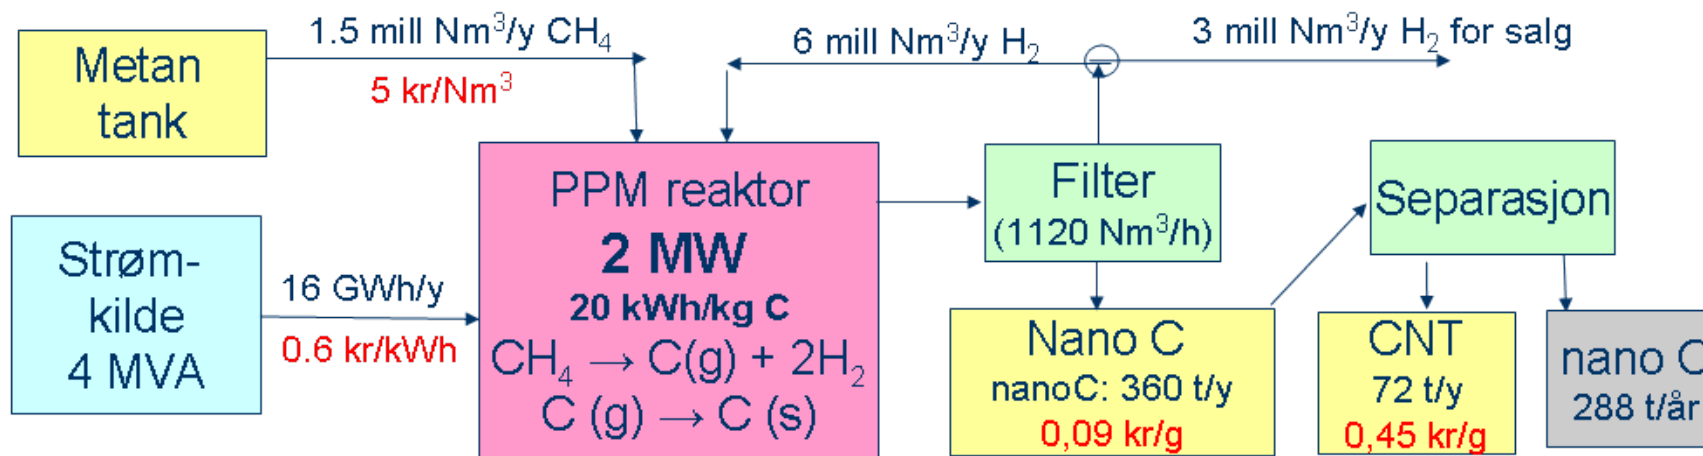 Metan
tank
1.5 mill Nm³/y CH₄
5 kr/Nm³
6 mill Nm³/y H₂
3 mill Nm³/y H₂ for salg
Strøm-
kilde
4 MVA
16 GWh/y
0.6 kr/kWh
PPM reaktor
2 MW
20 kWh/kg C
CH₄ → C(g) + 2H₂
C (g) → C (s)
Filter
(1120 Nm³/h)
Separasjon
Nano C
nanoC: 360 t/y
0,09 kr/g
CNT
72 t/y
0,45 kr/g
nano C
288 t/år